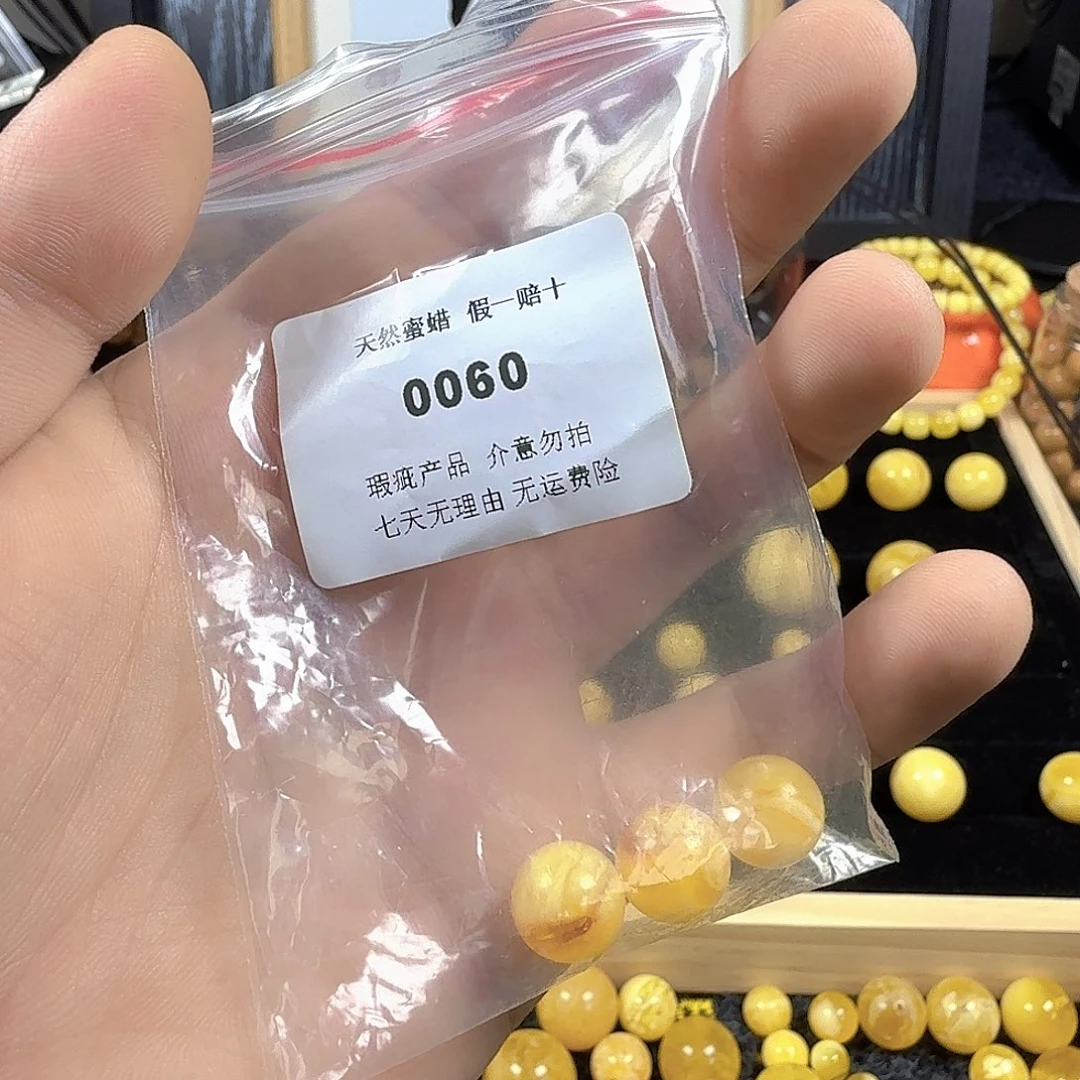 天然蜜蜡 假一赔十
0060
瑕疵产品 介意勿拍
七天无理由 无运费险